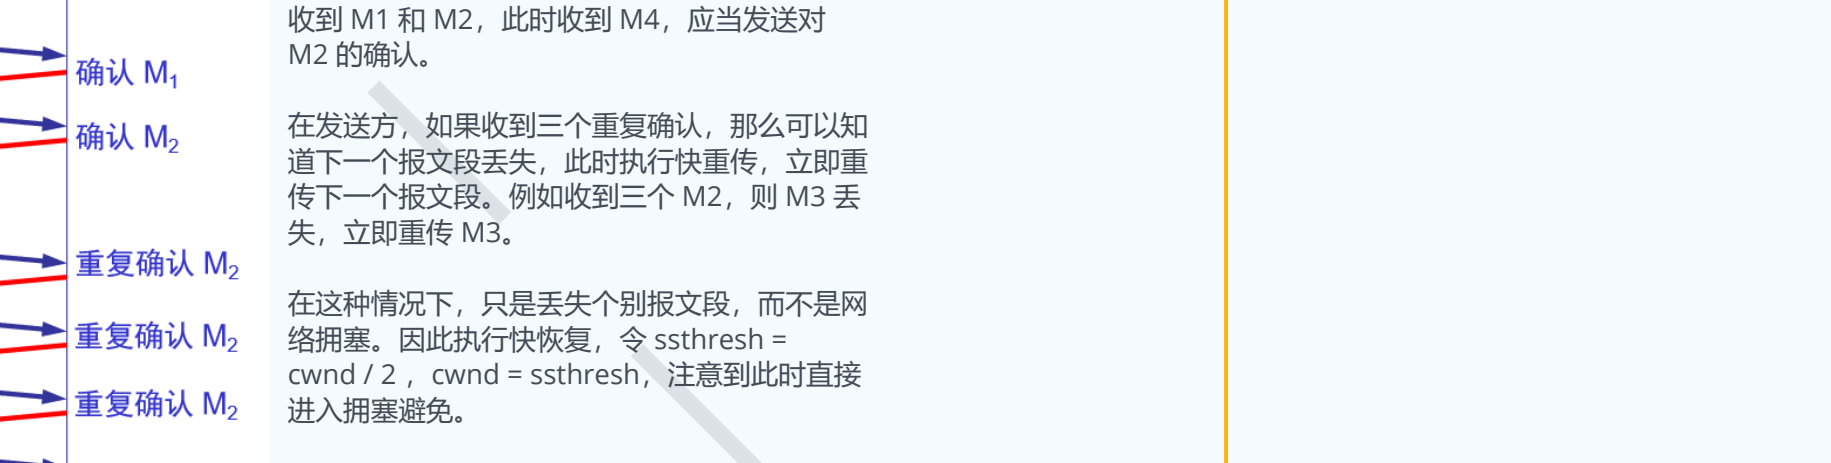 收到 M1 和 M2，此时收到 M4，应当发送对
M2 的确认。
确认 M1
在发送方，如果收到三个重复确认，那么可以知
确认 M2
道下一个报文段丢失，此时执行快重传，立即重
传下一个报文段。例如收到三个 M2，则 M3 丢
失，立即重传 M3。
重复确认 M2
在这种情况下，只是丢失个别报文段，而不是网
重复确认 M2
络拥塞。因此执行快恢复，令 ssthresh =
cwnd / 2 ，cwnd = ssthresh，注意到此时直接
重复确认 M2
进入拥塞避免。